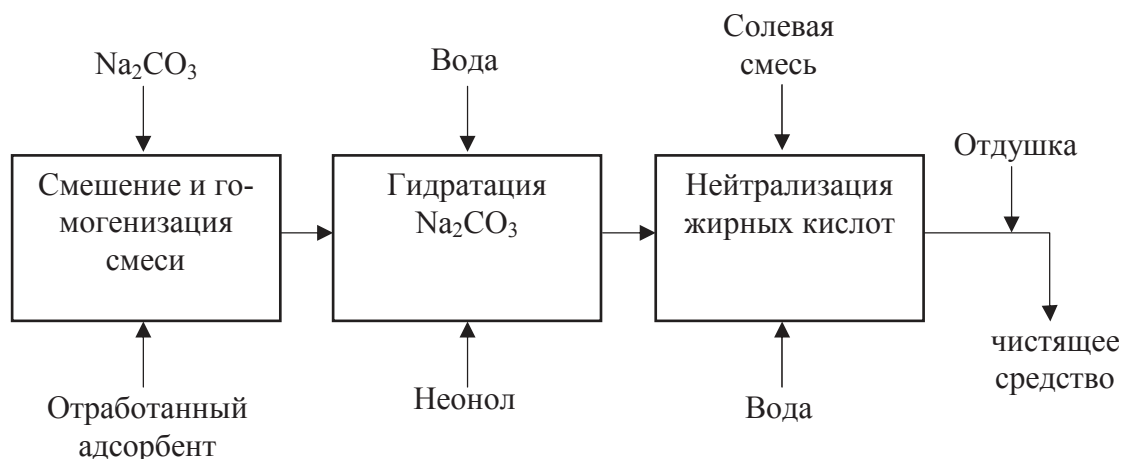 Na₂CO₃
Вода
Солевая
смесь
Отдушка
Смешение и го-
могенизация
смеси
Гидратация
Na₂CO₃
Нейтрализация
жирных кислот
чистящее
средство
Отработанный
адсорбент
Неонол
Вода